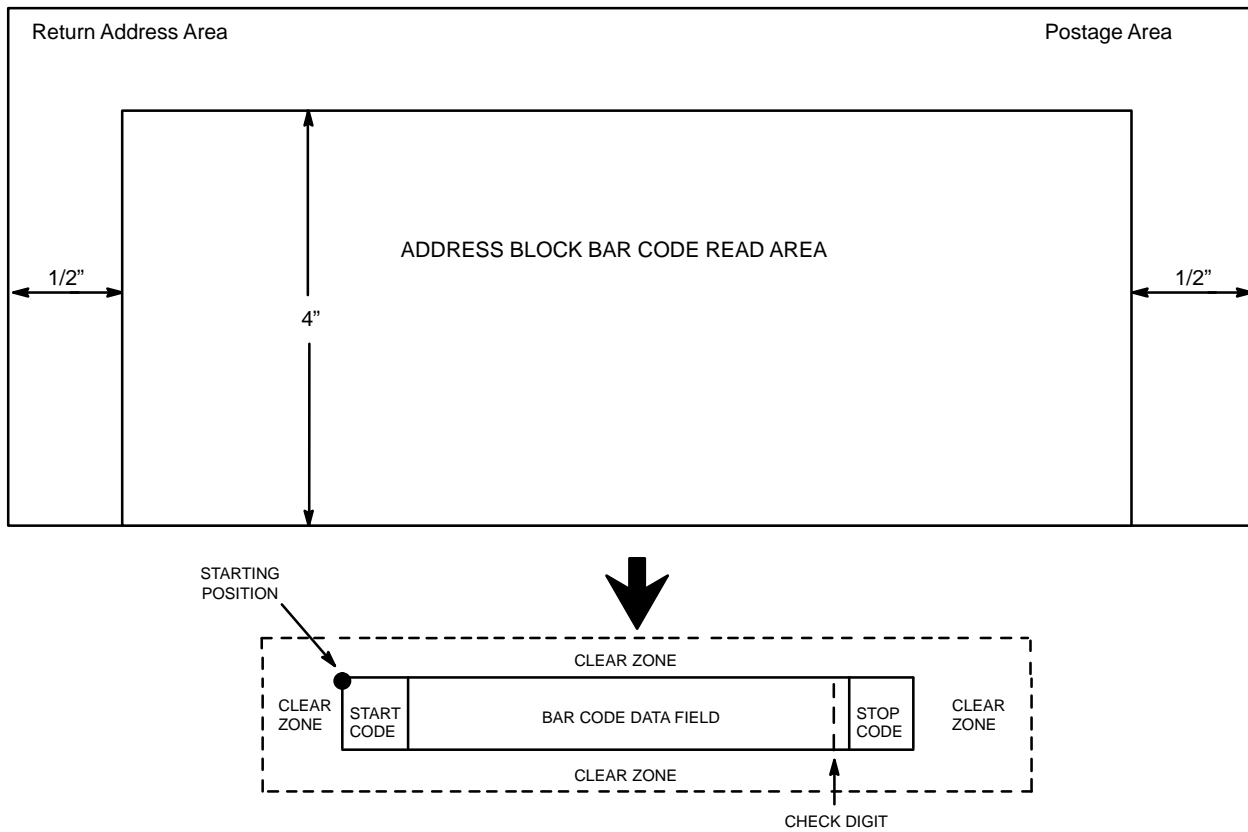 Return Address Area
Postage Area
ADDRESS BLOCK BAR CODE READ AREA
1/2”
1/2”
4”
STARTING
POSITION
CLEAR ZONE
CLEAR
ZONE
START
CODE
BAR CODE DATA FIELD
STOP
CODE
CLEAR
ZONE
CLEAR ZONE
CHECK DIGIT